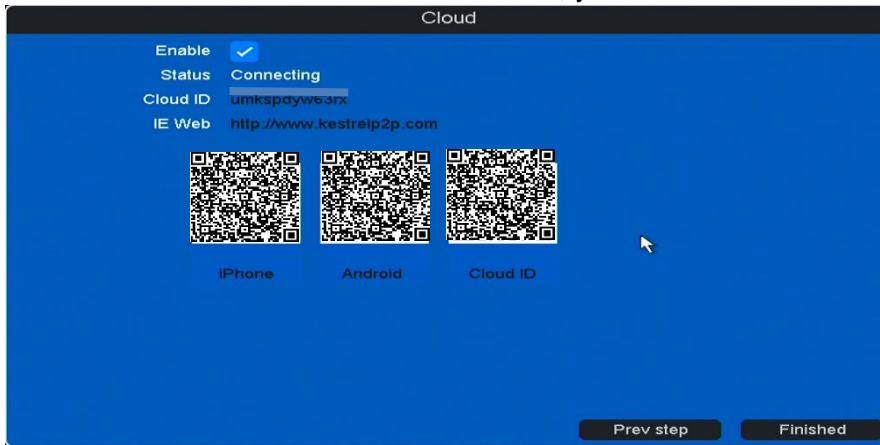 Cloud
Enable
Status Connecting
Cloud ID umkspdyw63rx
IE Web http://www.kestrelp2p.com
iPhone Android Cloud ID
Prev step Finished